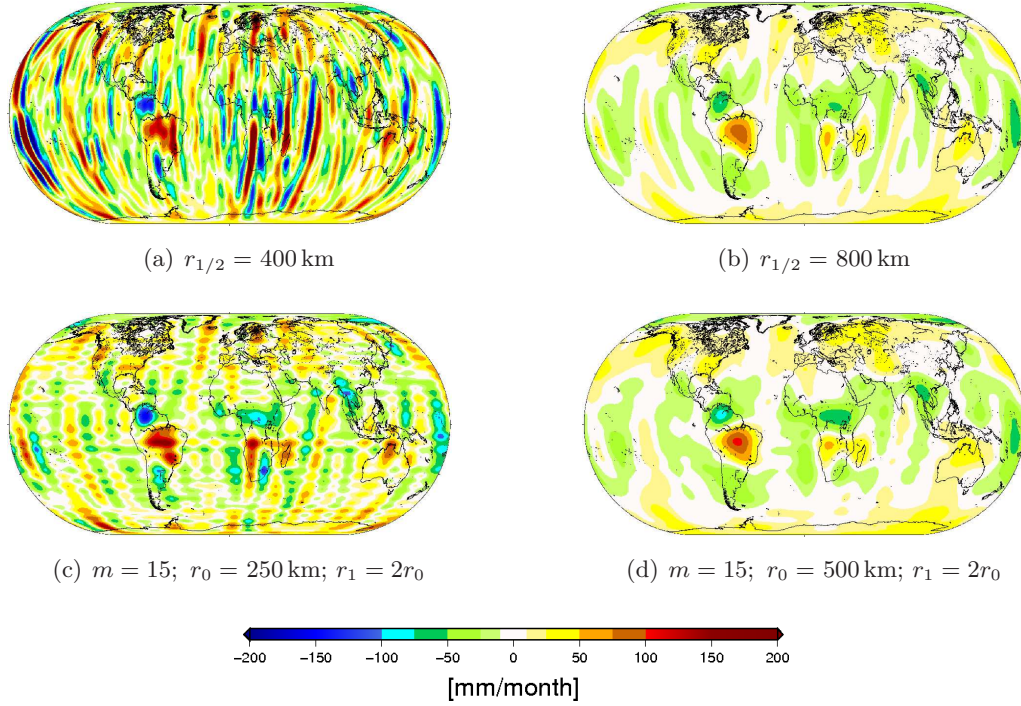 (a) r1/2 = 400 km
(b) r1/2 = 800 km
(c) m = 15; r0 = 250 km; r1 = 2r0
(d) m = 15; r0 = 500 km; r1 = 2r0
−200 −150 −100 −50 0 50 100 150 200
[mm/month]